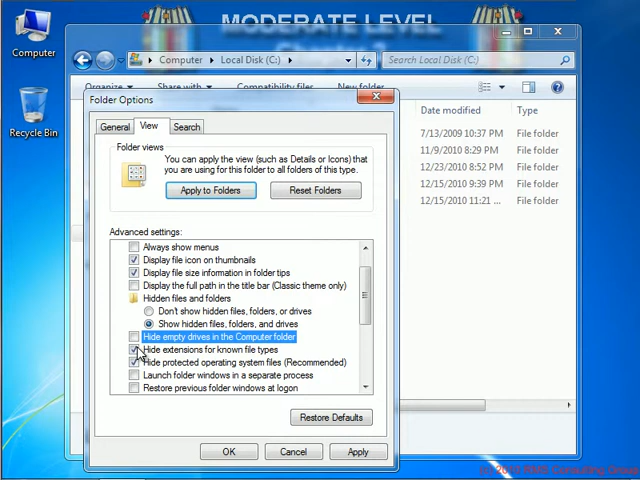 MODERATE LEVEL
Computer
Recycle Bin
Computer
Local Disk (C:)
Search Local Disk (C:)
Organize
Share with
Compatibility files
New folder
Date modified
Type
7/13/2009 10:37 PM
File folder
11/9/2010 8:29 PM
File folder
12/23/2010 8:52 PM
File folder
12/15/2010 9:39 PM
File folder
12/15/2010 11:21 ...
File folder
Folder Options
General
View
Search
Folder views
You can apply the view (such as Details or Icons) that
you are using for this folder to all folders of this type.
Apply to Folders
Reset Folders
Advanced settings:
Always show menus
Display file icon on thumbnails
Display file size information in folder tips
Display the full path in the title bar (Classic theme only)
Hidden files and folders
Don't show hidden files, folders, or drives
Show hidden files, folders, and drives
Hide empty drives in the Computer folder
Hide extensions for known file types
Hide protected operating system files (Recommended)
Launch folder windows in a separate process
Restore previous folder windows at logon
Restore Defaults
OK
Cancel
Apply
(c) 2010 RMS Consulting Group